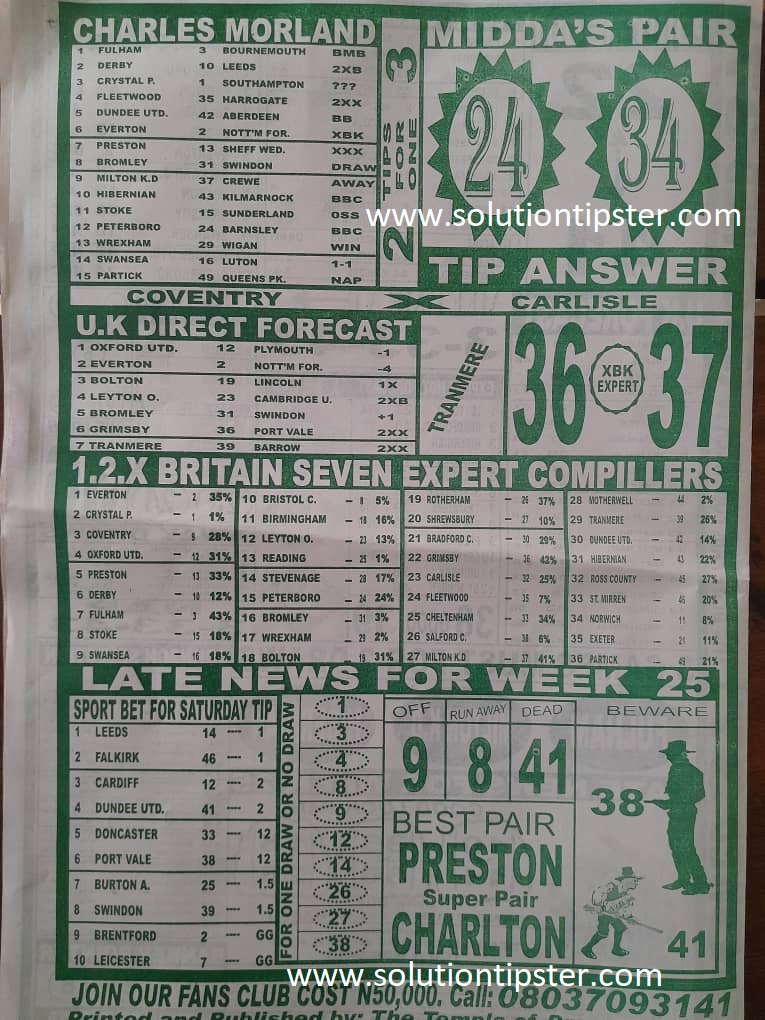 CHARLES MORLAND
1 FULHAM 3 BOURNEMOUTH BMB
2 DERBY 10 LEEDS 2XB
3 CRYSTAL P. 1 SOUTHAMPTON ???
4 FLEETWOOD 35 HARROGATE 2XX
5 DUNDEE UTD. 42 ABERDEEN BB
6 EVERTON 2 NOTT'M FOR. XBK
7 PRESTON 13 SHEFF WED. XXX
8 BROMLEY 31 SWINDON DRAW
9 MILTON K.D 37 CREWE AWAY
10 HIBERNIAN 43 KILMARNOCK BBC
11 STOKE 15 SUNDERLAND OSS
12 PETERBORO 24 BARNSLEY BBC
13 WREXHAM 29 WIGAN WIN
14 SWANSEA 16 LUTON 1-1
15 PARTICK 49 QUEENS PK. NAP
2 TIPS FOR ONE 3
MIDDA'S PAIR
24 34
www.solutiontipster.com
TIP ANSWER
COVENTRY X CARLISLE
U.K DIRECT FORECAST
1 OXFORD UTD. 12 PLYMOUTH -1
2 EVERTON 2 NOTT'M FOR. -4
3 BOLTON 19 LINCOLN 1X
4 LEYTON O. 23 CAMBRIDGE U. 2XB
5 BROMLEY 31 SWINDON +1
6 GRIMSBY 36 PORT VALE 2XX
7 TRANMERE 39 BARROW 2XX
TRANMERE
36 XBK EXPERT 37
1.2.X BRITAIN SEVEN EXPERT COMPILLERS
1 EVERTON – 2 35%
2 CRYSTAL P. – 1 1%
3 COVENTRY – 5 28%
4 OXFORD UTD. – 12 31%
5 PRESTON – 13 33%
6 DERBY – 10 12%
7 FULHAM – 3 43%
8 STOKE – 15 18%
9 SWANSEA – 16 18%
10 BRISTOL C. – 8 5%
11 BIRMINGHAM – 18 16%
12 LEYTON O. – 23 13%
13 READING – 25 1%
14 STEVENAGE – 28 17%
15 PETERBORO – 24 24%
16 BROMLEY – 31 3%
17 WREXHAM – 29 2%
18 BOLTON – 19 31%
19 ROTHERHAM – 26 37%
20 SHREWSBURY – 27 10%
21 BRADFORD C. – 30 29%
22 GRIMSBY – 36 42%
23 CARLISLE – 32 25%
24 FLEETWOOD – 35 7%
25 CHELTENHAM – 33 34%
26 SALFORD C. – 38 6%
27 MILTON K.D – 37 41%
28 MOTHERWELL – 44 2%
29 TRANMERE – 39 26%
30 DUNDEE UTD. – 42 14%
31 HIBERNIAN – 43 22%
32 ROSS COUNTY – 45 27%
33 ST. MIRREN – 46 20%
34 NORWICH – 11 8%
35 EXETER – 21 11%
36 PARTICK – 49 21%
LATE NEWS FOR WEEK 25
SPORT BET FOR SATURDAY TIP
1 LEEDS 14 ---- 1
2 FALKIRK 46 ---- 1
3 CARDIFF 12 ---- 2
4 DUNDEE UTD. 41 ---- 2
5 DONCASTER 33 ---- 12
6 PORT VALE 38 ---- 12
7 BURTON A. 25 ---- 1.5
8 SWINDON 39 ---- 1.5
9 BRENTFORD 2 ---- GG
10 LEICESTER 7 ---- GG
FOR ONE DRAW OR NO DRAW
1
3
4
8
9
12
14
26
27
38
OFF RUN AWAY DEAD
9 8 41
BEST PAIR
PRESTON
Super Pair
CHARLTON
BEWARE
38
41
www.solutiontipster.com
JOIN OUR FANS CLUB COST N50,000. Call: 08037093141
Printed and Published by: The Temple of